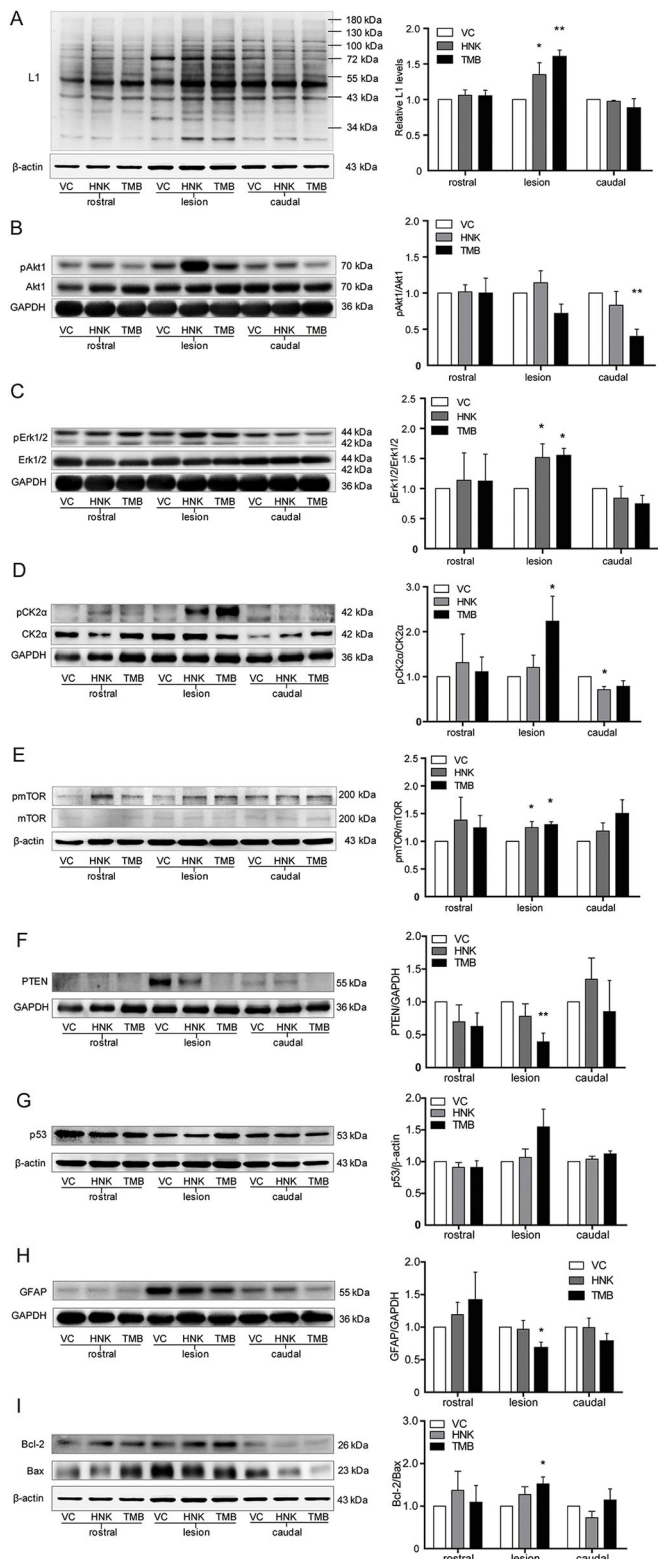 A
180 kDa
130 kDa
100 kDa
72 kDa
L1
55 kDa
43 kDa
34 kDa
β-actin
43 kDa
VC HNK TMB VC HNK TMB VC HNK TMB
rostral lesion caudal
2.0
1.5
1.0
0.5
0
Relative L1 levels
VC
HNK
TMB
*
**
rostral lesion caudal
B
pAkt1
70 kDa
Akt1
70 kDa
GAPDH
36 kDa
VC HNK TMB VC HNK TMB VC HNK TMB
rostral lesion caudal
2.0
1.5
1.0
0.5
0
pAkt1/Akt1
VC
HNK
TMB
**
rostral lesion caudal
C
pErk1/2
44 kDa
42 kDa
Erk1/2
44 kDa
42 kDa
GAPDH
36 kDa
VC HNK TMB VC HNK TMB VC HNK TMB
rostral lesion caudal
2.5
2.0
1.5
1.0
0.5
0
pErk1/2/Erk1/2
VC
HNK
TMB
*
*
rostral lesion caudal
D
pCK2α
42 kDa
CK2α
42 kDa
GAPDH
36 kDa
VC HNK TMB VC HNK TMB VC HNK TMB
rostral lesion caudal
3.0
2.0
1.0
0
pCK2α/CK2α
VC
HNK
TMB
*
*
rostral lesion caudal
E
pmTOR
200 kDa
mTOR
200 kDa
β-actin
43 kDa
VC HNK TMB VC HNK TMB VC HNK TMB
rostral lesion caudal
2.5
2.0
1.5
1.0
0.5
0
pmTOR/mTOR
VC
HNK
TMB
*
*
rostral lesion caudal
F
PTEN
55 kDa
GAPDH
36 kDa
VC HNK TMB VC HNK TMB VC HNK TMB
rostral lesion caudal
2.0
1.5
1.0
0.5
0
PTEN/GAPDH
VC
HNK
TMB
**
rostral lesion caudal
G
p53
53 kDa
β-actin
43 kDa
VC HNK TMB VC HNK TMB VC HNK TMB
rostral lesion caudal
2.0
1.5
1.0
0.5
0
p53/β-actin
VC
HNK
TMB
rostral lesion caudal
H
GFAP
55 kDa
GAPDH
36 kDa
VC HNK TMB VC HNK TMB VC HNK TMB
rostral lesion caudal
2.0
1.5
1.0
0.5
0
GFAP/GAPDH
VC
HNK
TMB
*
rostral lesion caudal
I
Bcl-2
26 kDa
Bax
23 kDa
β-actin
43 kDa
VC HNK TMB VC HNK TMB VC HNK TMB
rostral lesion caudal
3.0
2.0
1.0
0
Bcl-2/Bax
VC
HNK
TMB
*
rostral lesion caudal